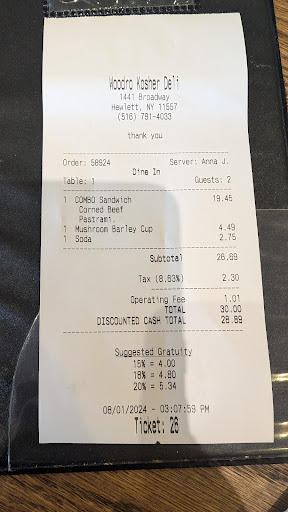 Woodro Kosher Deli
1441 Broadway
Hewlett, NY 11557
(516) 791-4033
thank you
Order: 58924 Server: Anna J.
Dine In
Table: 1 Guests: 2
1 COMBO Sandwich 19.45
Corned Beef
Pastrami.
1 Mushroom Barley Cup 4.49
1 Soda 2.75
Subtotal 26.69
Tax (8.63%) 2.30
Operating Fee 1.01
TOTAL 30.00
DISCOUNTED CASH TOTAL 28.89
Suggested Gratuity
15% = 4.00
18% = 4.80
20% = 5.34
08/01/2024 - 03:07:59 PM
Ticket: 26